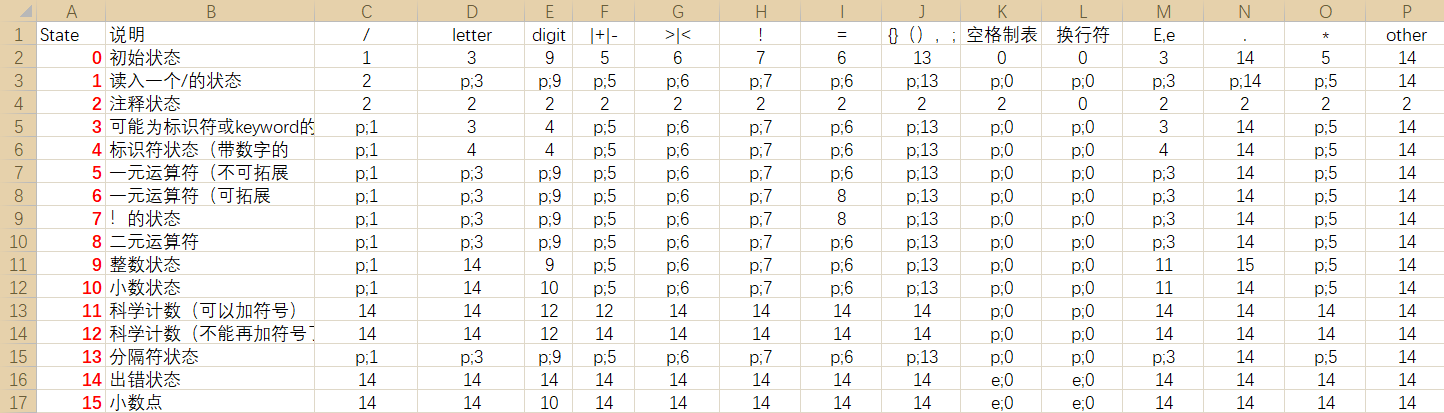 A B C D E F G H I J K L M N O P
1 State 说明 / letter digit |+|- >|< ! = {}（）, ; 空格制表 换行符 E,e . * other
2 0 初始状态 1 3 9 5 6 7 6 13 0 0 3 14 5 14
3 1 读入一个/的状态 2 p;3 p;9 p;5 p;6 p;7 p;6 p;13 p;0 p;0 p;3 p;14 p;5 14
4 2 注释状态 2 2 2 2 2 2 2 2 2 0 2 2 2 2
5 3 可能为标识符或keyword的 p;1 3 4 p;5 p;6 p;7 p;6 p;13 p;0 p;0 3 14 p;5 14
6 4 标识符状态（带数字的 p;1 4 4 p;5 p;6 p;7 p;6 p;13 p;0 p;0 4 14 p;5 14
7 5 一元运算符（不可拓展 p;1 p;3 p;9 p;5 p;6 p;7 p;6 p;13 p;0 p;0 p;3 14 p;5 14
8 6 一元运算符（可拓展 p;1 p;3 p;9 p;5 p;6 p;7 8 p;13 p;0 p;0 p;3 14 p;5 14
9 7 ！的状态 p;1 p;3 p;9 p;5 p;6 p;7 8 p;13 p;0 p;0 p;3 14 p;5 14
10 8 二元运算符 p;1 p;3 p;9 p;5 p;6 p;7 p;6 p;13 p;0 p;0 p;3 14 p;5 14
11 9 整数状态 p;1 14 9 p;5 p;6 p;7 p;6 p;13 p;0 p;0 11 15 p;5 14
12 10 小数状态 p;1 14 10 p;5 p;6 p;7 p;6 p;13 p;0 p;0 11 14 p;5 14
13 11 科学计数（可以加符号） 14 14 12 12 14 14 14 14 p;0 p;0 14 14 14 14
14 12 科学计数（不能再加符号了 14 14 12 14 14 14 14 14 p;0 p;0 14 14 14 14
15 13 分隔符状态 p;1 p;3 p;9 p;5 p;6 p;7 p;6 p;13 p;0 p;0 p;3 14 p;5 14
16 14 出错状态 14 14 14 14 14 14 14 14 e;0 e;0 14 14 14 14
17 15 小数点 14 14 10 14 14 14 14 14 e;0 e;0 14 14 14 14